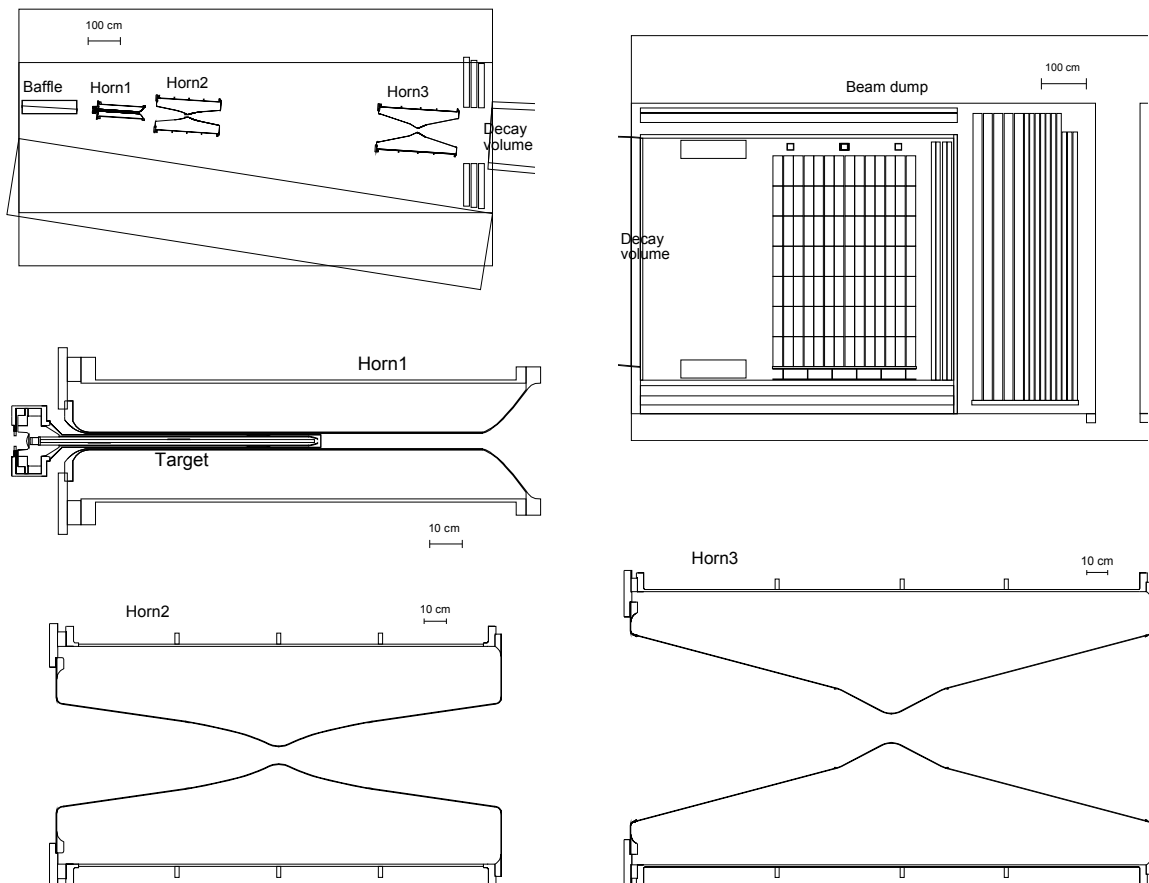 100 cm
Baffle
Horn1
Horn2
Horn3
Decay
volume
Beam dump
100 cm
Decay
volume
Horn1
Target
10 cm
Horn2
10 cm
Horn3
10 cm